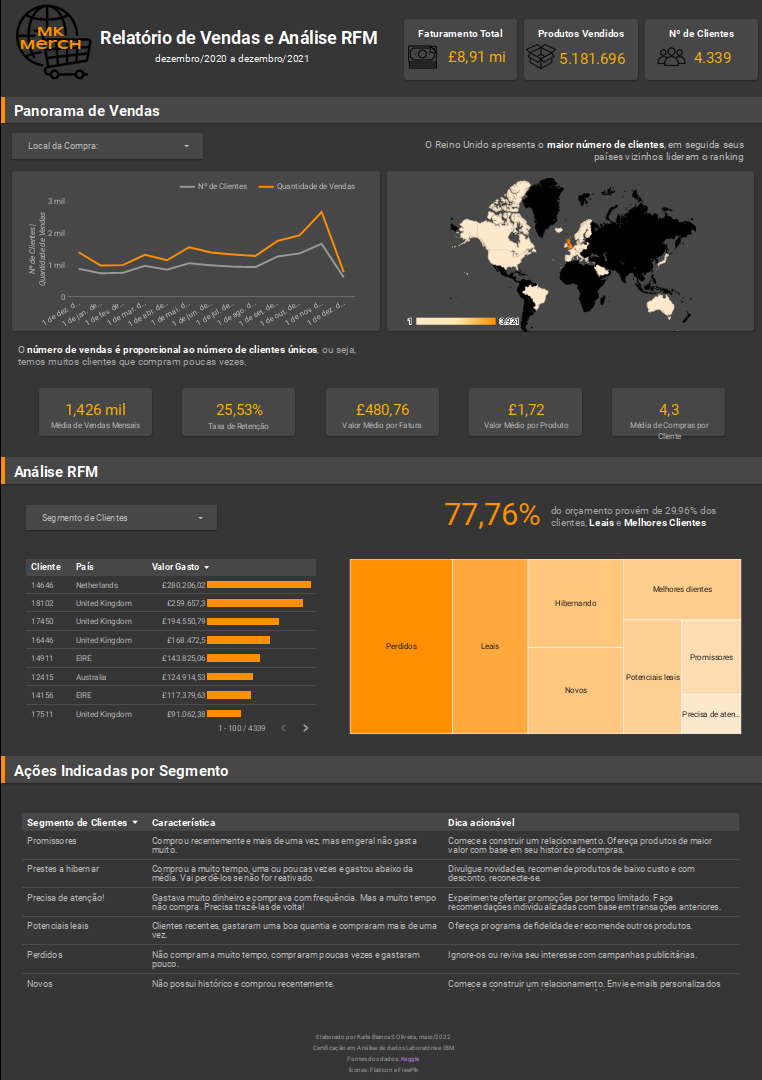 MK
Merch
Relatório de Vendas e Análise RFM
dezembro/2020 a dezembro/2021
Faturamento Total
£8,91 mi
Produtos Vendidos
5.181.696
Nº de Clientes
4.339
Panorama de Vendas
Local da Compra:
O Reino Unido apresenta o maior número de clientes, em seguida seus
países vizinhos lideram o ranking
Nº de Clientes
Quantidade de Vendas
Nº de Clientes |
Quantidade de Vendas
3 mil
2 mil
1 mil
0
1 de dez. d...
1 de jan. de...
1 de fev. de...
1 de mar. d...
1 de abr. de...
1 de mai. d...
1 de jun. de...
1 de jul. de...
1 de ago. d...
1 de set. de...
1 de out. de...
1 de nov. d...
1 de dez. d...
1
3.921
O número de vendas é proporcional ao número de clientes únicos, ou seja,
temos muitos clientes que compram poucas vezes.
1,426 mil
Média de Vendas Mensais
25,53%
Taxa de Retenção
£480,76
Valor Médio por Fatura
£1,72
Valor Médio por Produto
4,3
Média de Compras por
Cliente
Análise RFM
Segmento de Clientes
77,76%
do orçamento provém de 29,96% dos
clientes, Leais e Melhores Clientes
Cliente País Valor Gasto
14646 Netherlands £280.206,02
18102 United Kingdom £259.657,3
17450 United Kingdom £194.550,79
16446 United Kingdom £168.472,5
14911 EIRE £143.825,06
12415 Australia £124.914,53
14156 EIRE £117.379,63
17511 United Kingdom £91.062,38
1 - 100 / 4339
Perdidos
Leais
Hibernando
Novos
Melhores clientes
Potenciais leais
Promissores
Precisa de aten...
Ações Indicadas por Segmento
Segmento de Clientes Característica Dica acionável
Promissores Comprou recentemente e mais de uma vez, mas em geral não gasta Comece a construir um relacionamento. Ofereça produtos de maior
muito. valor com base em seu histórico de compras.
Prestes a hibernar Comprou a muito tempo, uma ou poucas vezes e gastou abaixo da Divulgue novidades, recomende produtos de baixo custo e com
média. Vai perdê-los se não for reativado. desconto, reconecte-se.
Precisa de atenção! Gastava muito dinheiro e comprava com frequência. Mas a muito tempo Experimente ofertar promoções por tempo limitado. Faça
não compra. Precisa trazê-las de volta! recomendações individualizadas com base em transações anteriores.
Potenciais leais Clientes recentes, gastaram uma boa quantia e compraram mais de uma Ofereça programa de fidelidade e recomende outros produtos.
vez.
Perdidos Não compram a muito tempo, compraram poucas vezes e gastaram Ignore-os ou reviva seu interesse com campanhas publicitárias.
pouco.
Novos Não possui histórico e comprou recentemente. Comece a construir um relacionamento. Envie e-mails personalizados
Elaborado por Karla Bianca S Oliveira, maio/2022
Certificação em Análise de dados Laboratória e IBM
Fontes dos dados: Kaggle
Ícones: Flaticon e FreePik